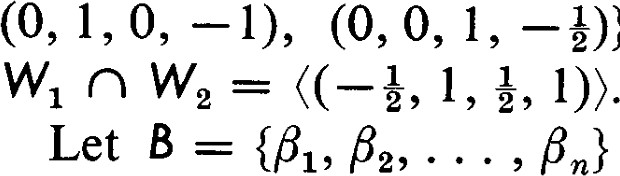 (0, 1, 0, −1), (0, 0, 1, −½)}
W₁ ∩ W₂ = ⟨(−½, 1, ½, 1)⟩.
Let B = {β₁, β₂, . . . , βₙ}